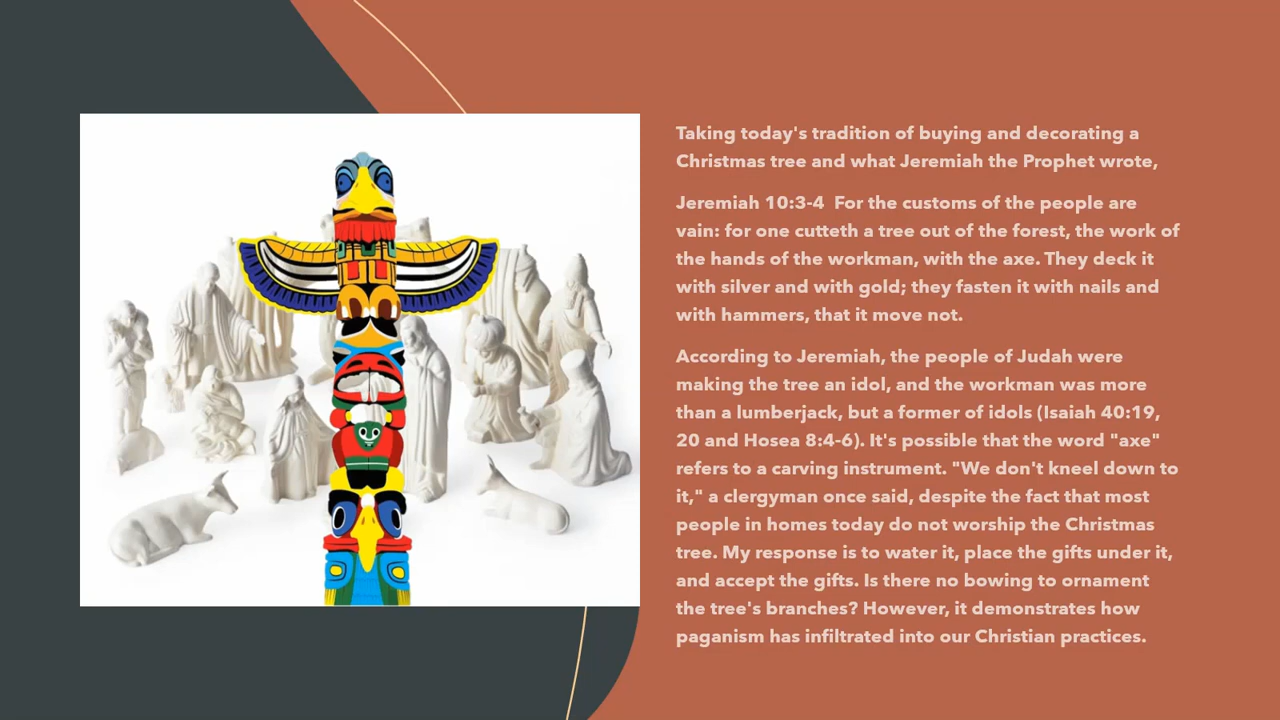 Taking today's tradition of buying and decorating a
Christmas tree and what Jeremiah the Prophet wrote,
Jeremiah 10:3-4  For the customs of the people are
vain: for one cutteth a tree out of the forest, the work of
the hands of the workman, with the axe. They deck it
with silver and with gold; they fasten it with nails and
with hammers, that it move not.
According to Jeremiah, the people of Judah were
making the tree an idol, and the workman was more
than a lumberjack, but a former of idols (Isaiah 40:19,
20 and Hosea 8:4-6). It's possible that the word "axe"
refers to a carving instrument. "We don't kneel down to
it," a clergyman once said, despite the fact that most
people in homes today do not worship the Christmas
tree. My response is to water it, place the gifts under it,
and accept the gifts. Is there no bowing to ornament
the tree's branches? However, it demonstrates how
paganism has infiltrated into our Christian practices.